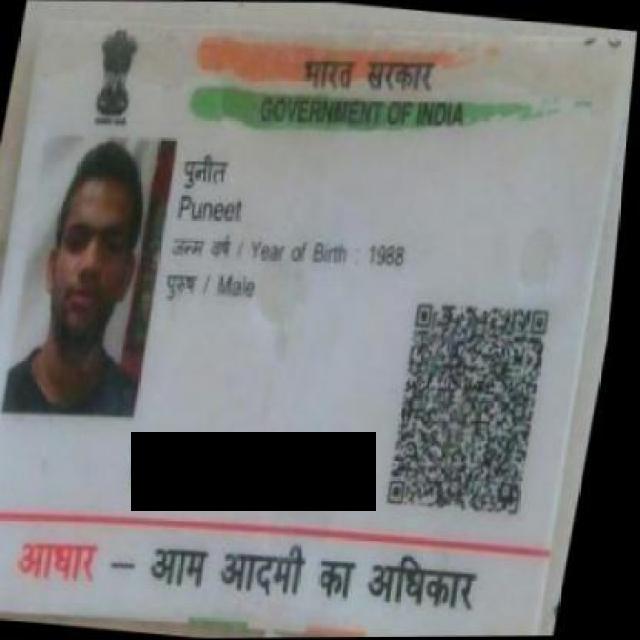 भारत सरकार
GOVERNMENT OF INDIA
पुनीत
Puneet
जन्म वर्ष / Year of Birth : 1988
पुरुष / Male
आधार – आम आदमी का अधिकार